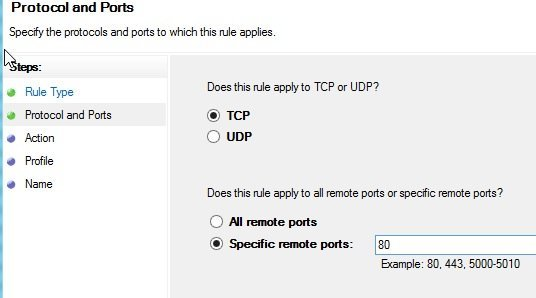 Protocol and Ports
Specify the protocols and ports to which this rule applies.
Steps:
Rule Type
Protocol and Ports
Action
Profile
Name
Does this rule apply to TCP or UDP?
TCP
UDP
Does this rule apply to all remote ports or specific remote ports?
All remote ports
Specific remote ports: 80
Example: 80, 443, 5000-5010